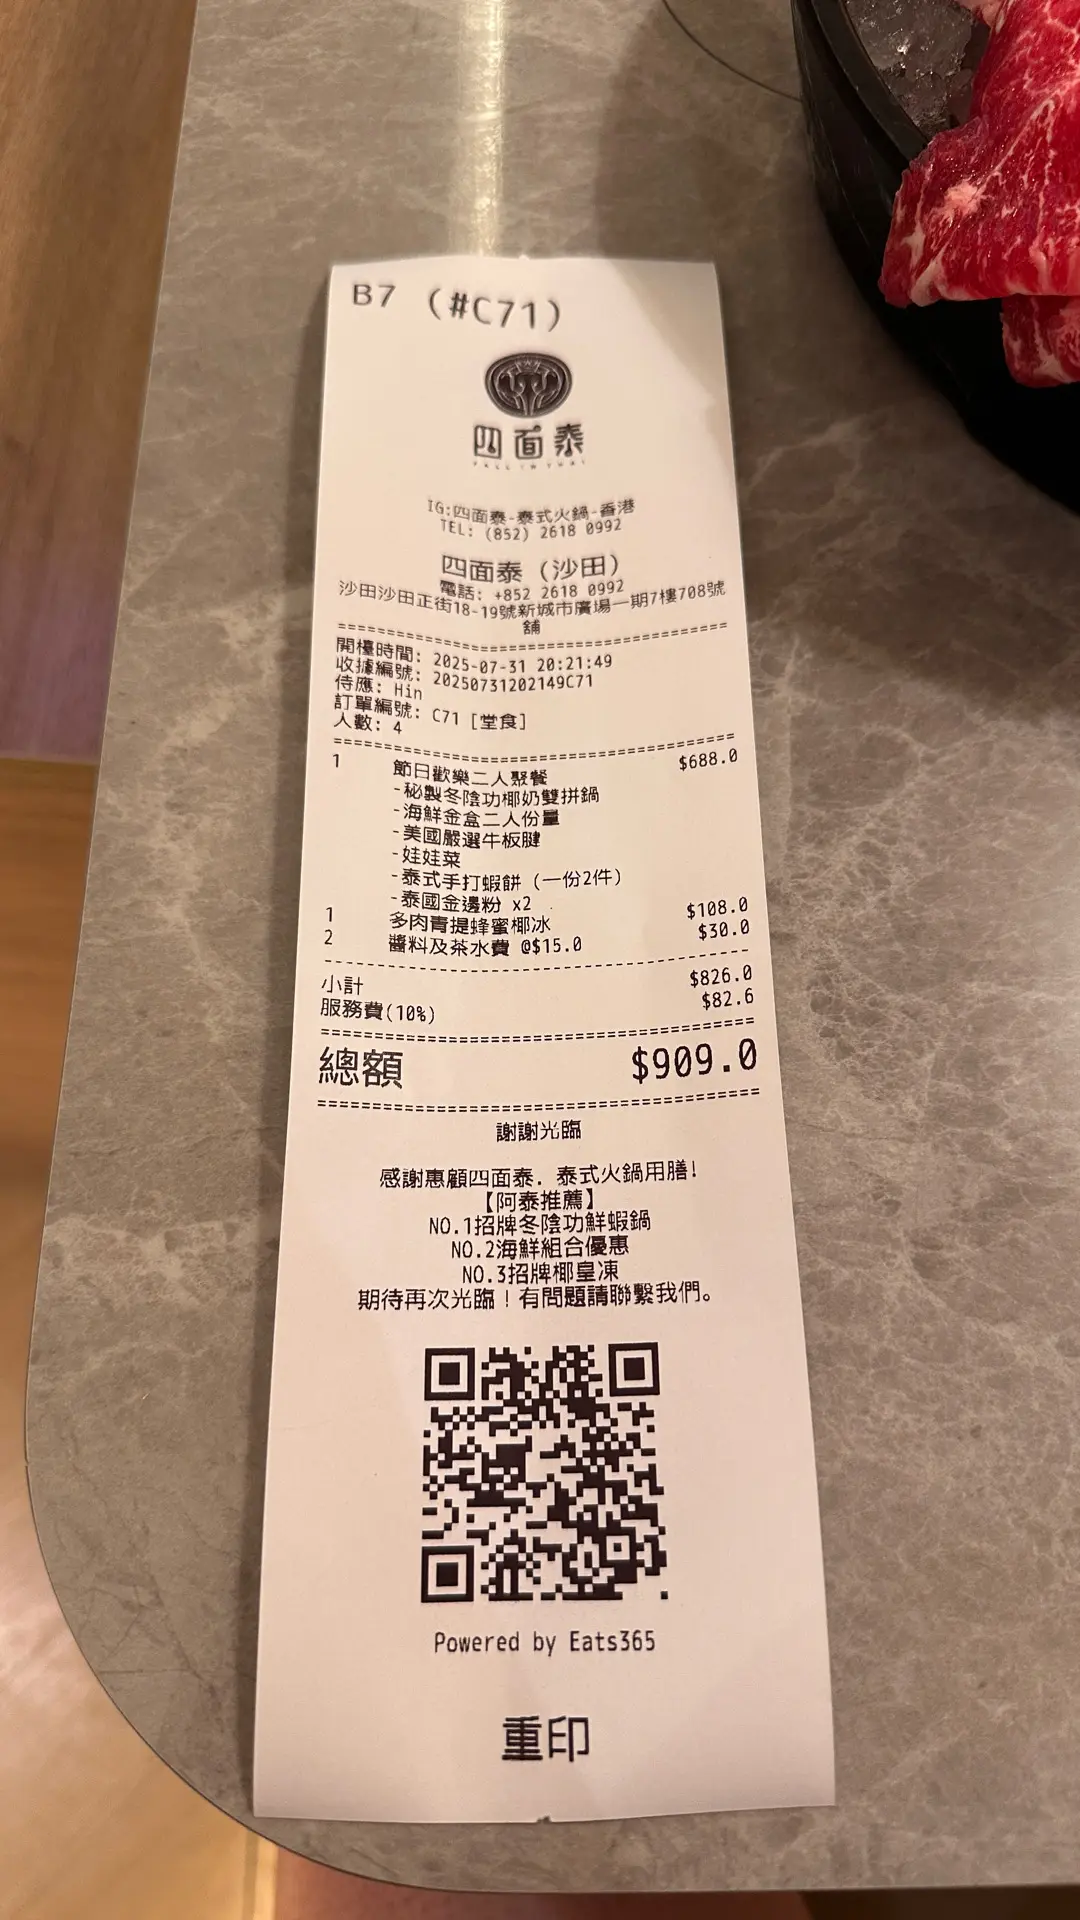 B7 (#C71)
四面泰
FALL IN THAI
IG:四面泰-泰式火鍋-香港
TEL: (852) 2618 0992
四面泰 (沙田)
電話: +852 2618 0992
沙田沙田正街18-19號新城市廣場一期7樓708號
舖
開檯時間: 2025-07-31 20:21:49
收據編號: 20250731202149C71
侍應: Hin
訂單編號: C71 [堂食]
人數: 4
1 節日歡樂二人聚餐 $688.0
-秘製冬陰功椰奶雙拼鍋
-海鮮金盒二人份量
-美國嚴選牛板腱
-娃娃菜
-泰式手打蝦餅 (一份2件)
-泰國金邊粉 x2
1 多肉青提蜂蜜椰冰 $108.0
2 醬料及茶水費 @$15.0 $30.0
小計 $826.0
服務費(10%) $82.6
總額 $909.0
謝謝光臨
感謝惠顧四面泰. 泰式火鍋用膳!
【阿泰推薦】
NO.1招牌冬陰功鮮蝦鍋
NO.2海鮮組合優惠
NO.3招牌椰皇凍
期待再次光臨！有問題請聯繫我們。
Powered by Eats365
重印